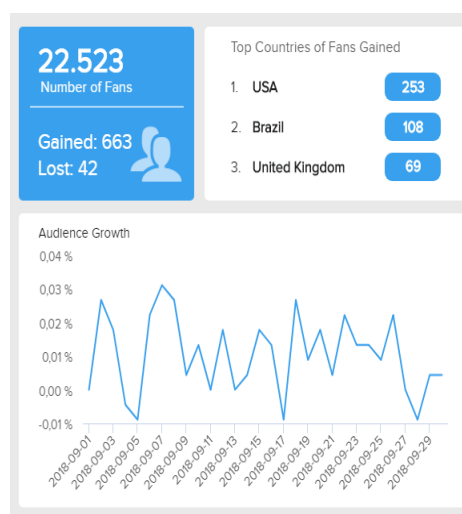 22.523
Number of Fans
Gained: 663
Lost: 42
Top Countries of Fans Gained
1. USA 253
2. Brazil 108
3. United Kingdom 69
Audience Growth
0,04 %
0,03 %
0,02 %
0,01 %
0,00 %
-0,01 %
2018-09-01
2018-09-03
2018-09-05
2018-09-07
2018-09-09
2018-09-11
2018-09-13
2018-09-15
2018-09-17
2018-09-19
2018-09-21
2018-09-23
2018-09-25
2018-09-27
2018-09-29